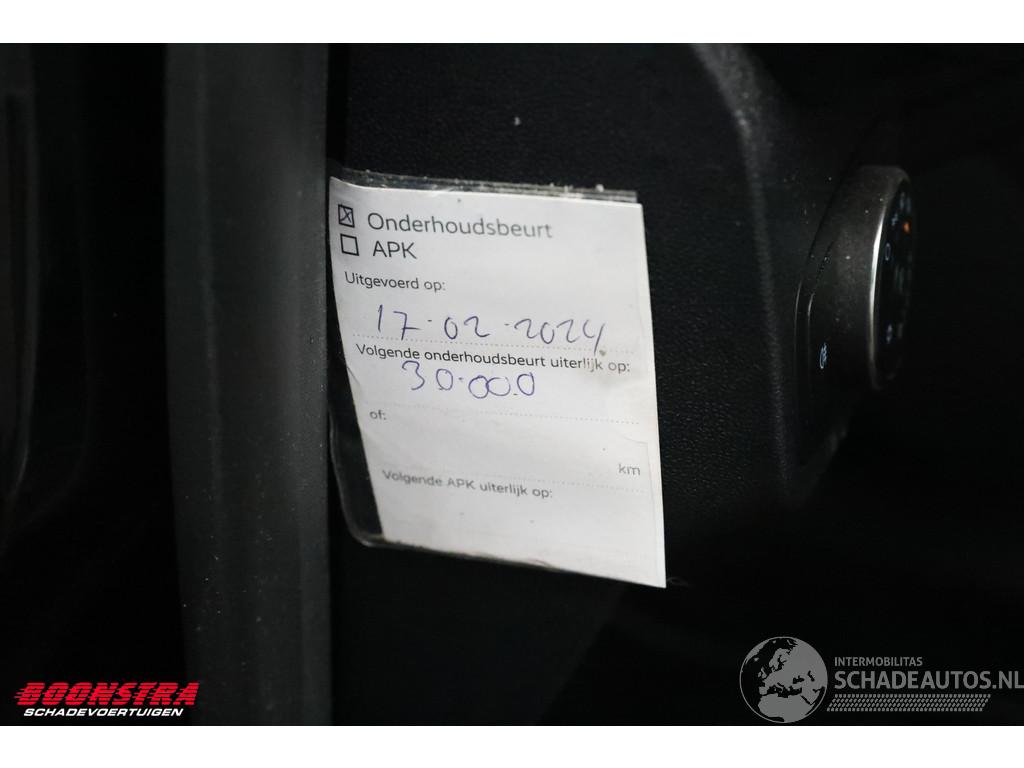 Onderhoudsbeurt
APK
Uitgevoerd op:
17-02-2024
Volgende onderhoudsbeurt uiterlijk op:
30.000
of:
km
Volgende APK uiterlijk op:
BOONSTRA
SCHADEVOERTUIGEN
INTERMOBILITAS
SCHADEAUTOS.NL